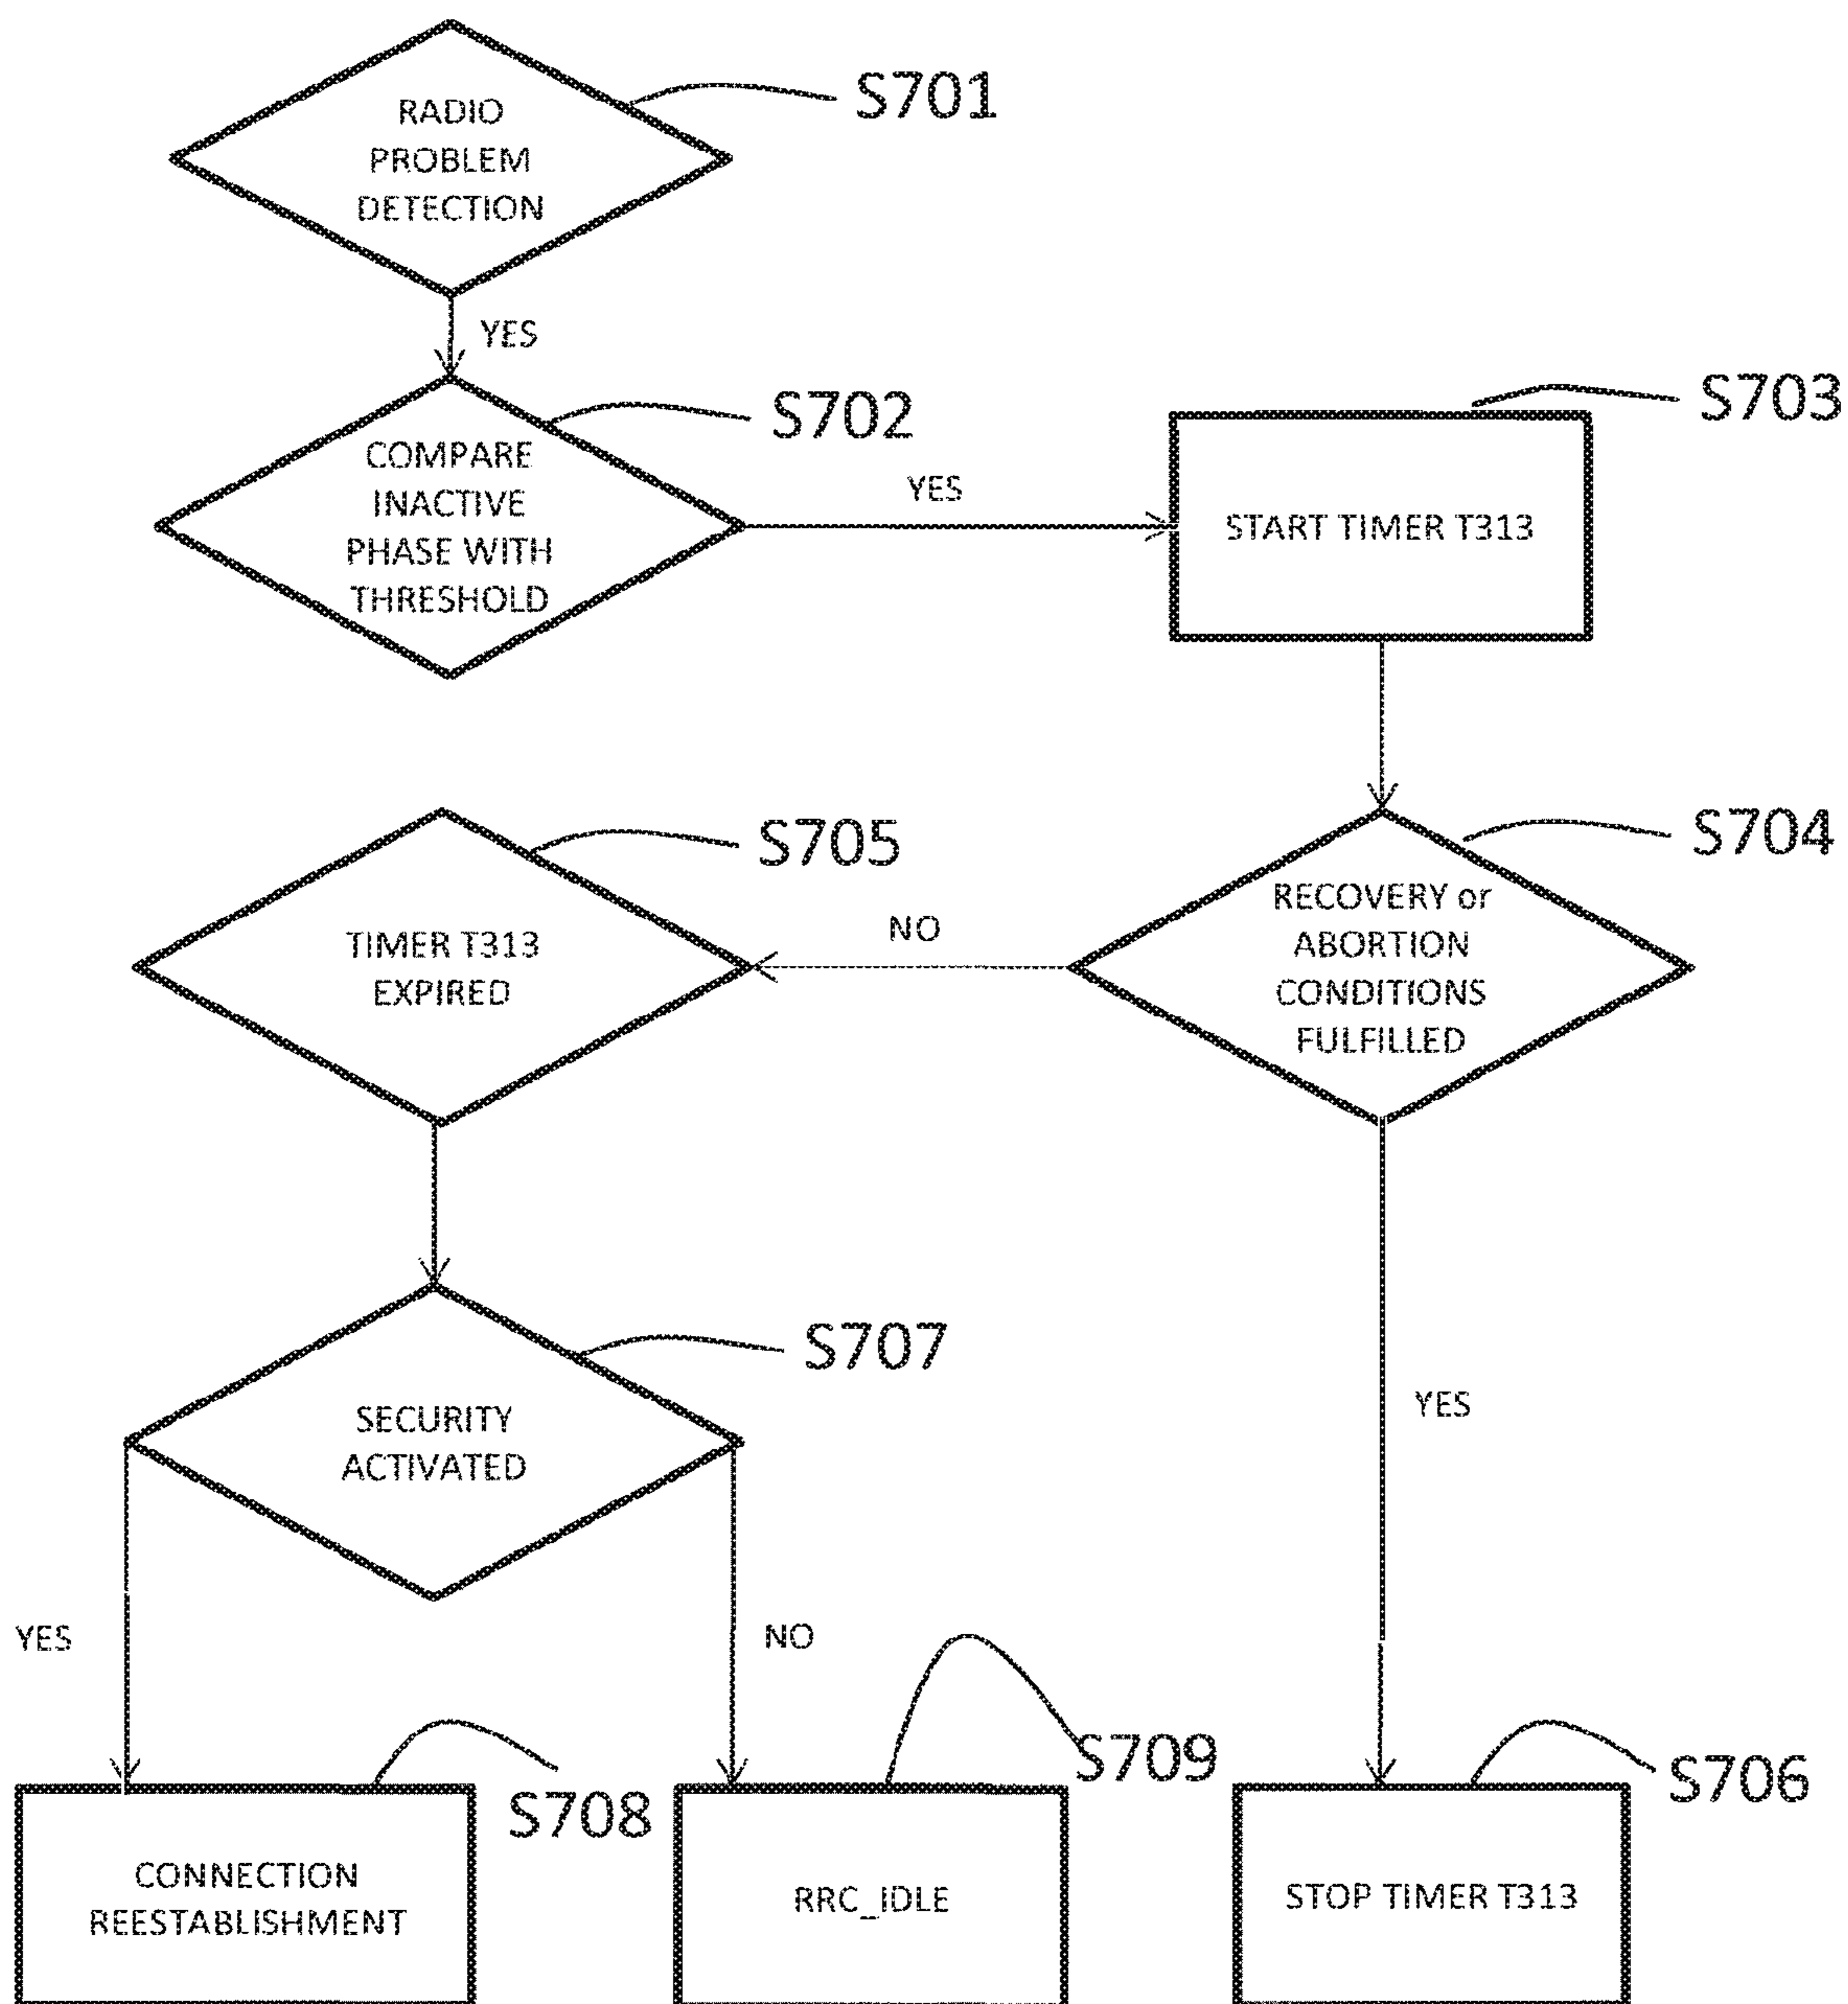 S701
RADIO
PROBLEM
DETECTION
YES
S702
COMPARE
INACTIVE
PHASE WITH
THRESHOLD
YES
S703
START TIMER T313
S704
RECOVERY or
ABORTION
CONDITIONS
FULFILLED
NO
S705
TIMER T313
EXPIRED
S707
SECURITY
ACTIVATED
YES
NO
YES
S708
CONNECTION
REESTABLISHMENT
S709
RRC_IDLE
S706
STOP TIMER T313